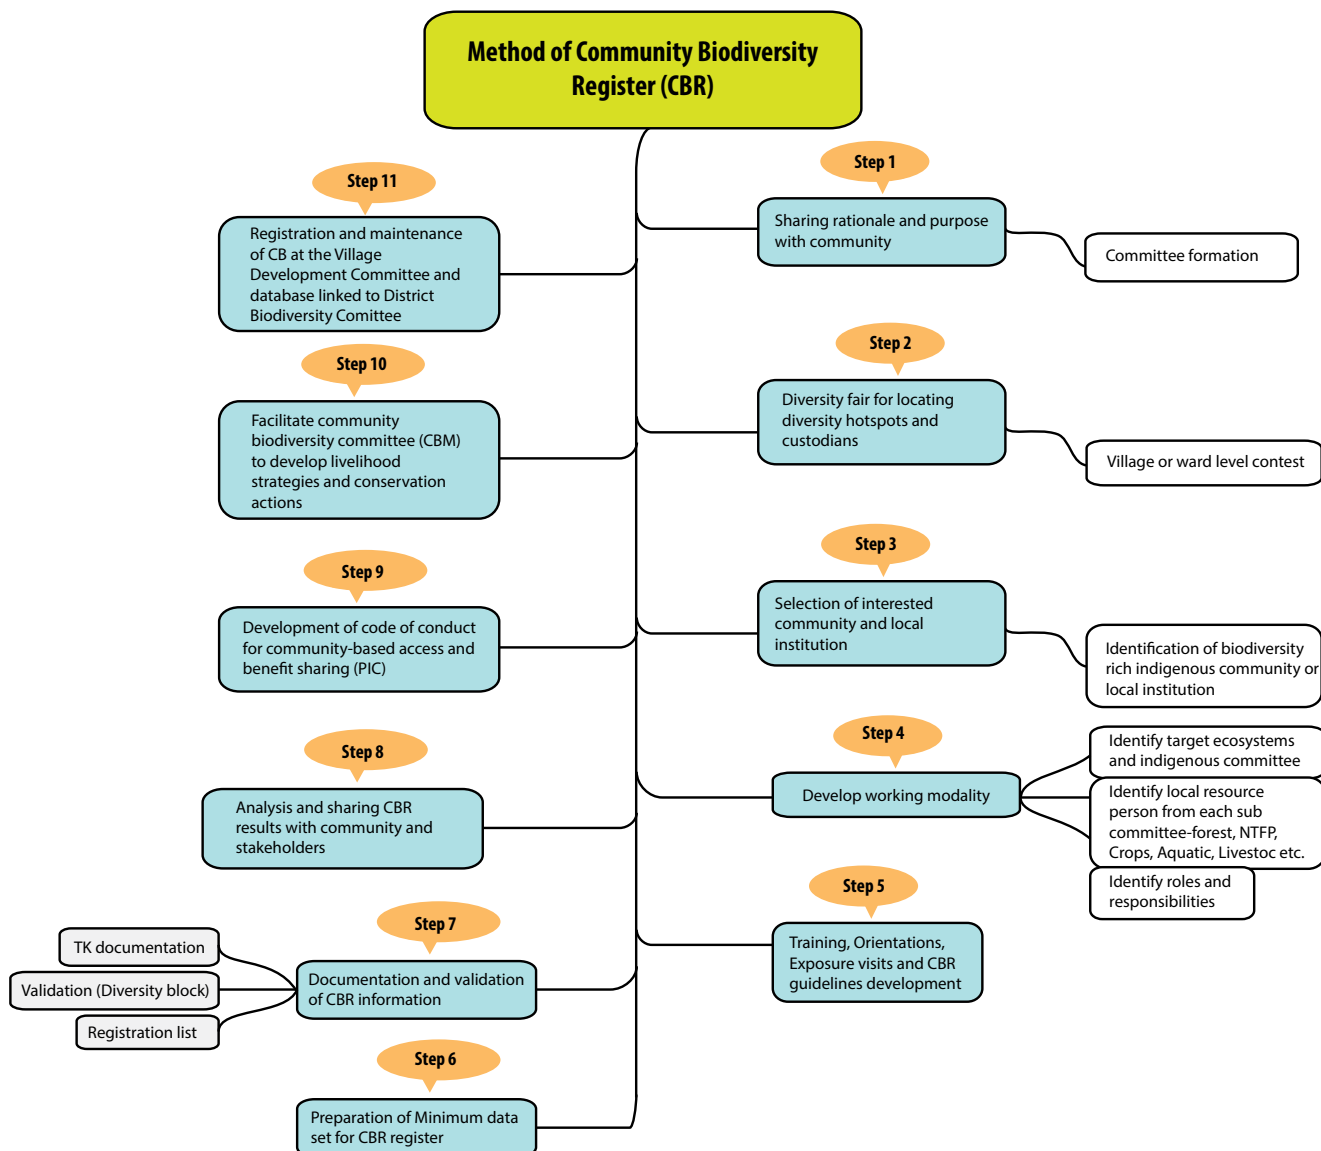 Method of Community Biodiversity
Register (CBR)
Step 1
Sharing rationale and purpose
with community
Committee formation
Step 2
Diversity fair for locating
diversity hotspots and
custodians
Village or ward level contest
Step 3
Selection of interested
community and local
institution
Identification of biodiversity
rich indigenous community or
local institution
Step 4
Develop working modality
Identify target ecosystems
and indigenous committee
Identify local resource
person from each sub
committee-forest, NTFP,
Crops, Aquatic, Livestoc etc.
Identify roles and
responsibilities
Step 5
Training, Orientations,
Exposure visits and CBR
guidelines development
Step 6
Preparation of Minimum data
set for CBR register
Step 7
Documentation and validation
of CBR information
TK documentation
Validation (Diversity block)
Registration list
Step 8
Analysis and sharing CBR
results with community and
stakeholders
Step 9
Development of code of conduct
for community-based access and
benefit sharing (PIC)
Step 10
Facilitate community
biodiversity committee (CBM)
to develop livelihood
strategies and conservation
actions
Step 11
Registration and maintenance
of CB at the Village
Development Committee and
database linked to District
Biodiversity Comittee